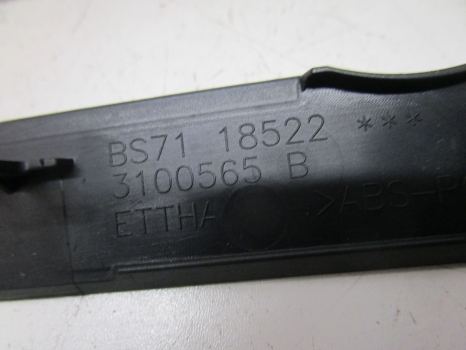 BS71 18522 ***
3100565 B
ETTHA >ABS-P